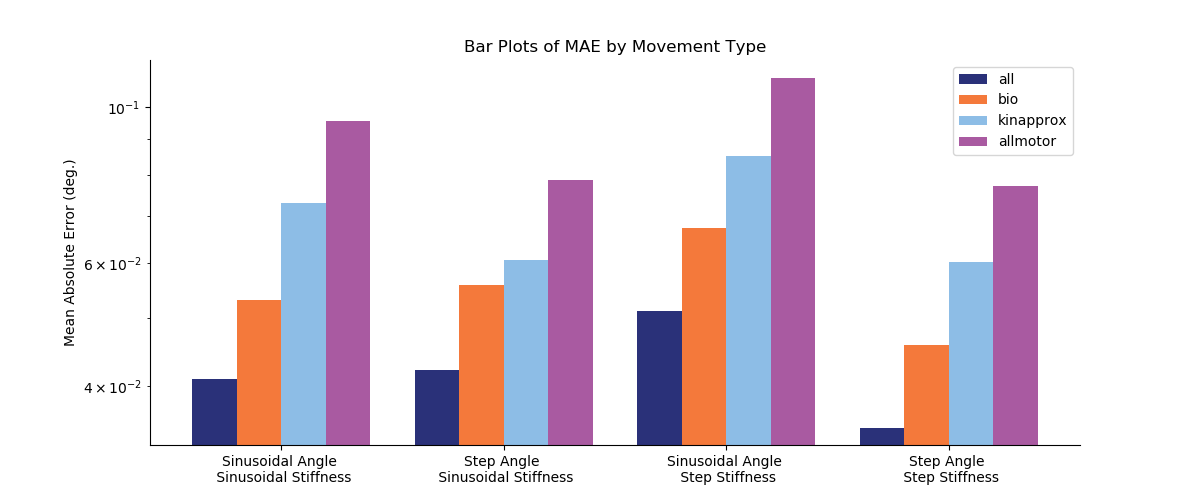 Bar Plots of MAE by Movement Type
all
bio
kinapprox
allmotor
Mean Absolute Error (deg.)
10⁻¹
6 × 10⁻²
4 × 10⁻²
Sinusoidal Angle
Sinusoidal Stiffness
Step Angle
Sinusoidal Stiffness
Sinusoidal Angle
Step Stiffness
Step Angle
Step Stiffness